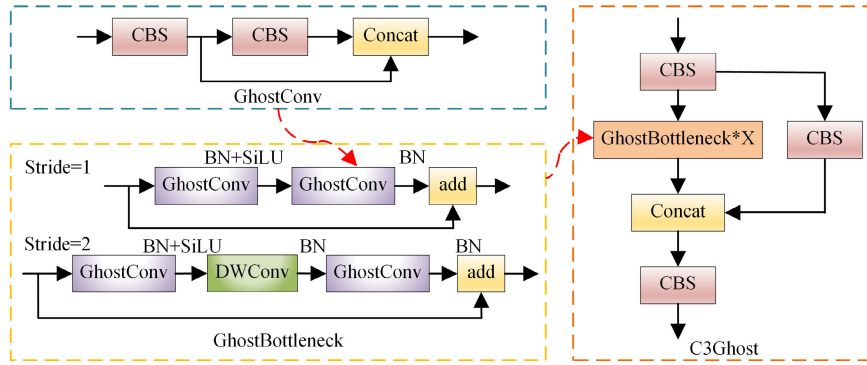 CBS
CBS
Concat
GhostConv
Stride=1
BN+SiLU
BN
GhostConv
GhostConv
add
Stride=2
BN+SiLU
BN
BN
GhostConv
DWConv
GhostConv
add
GhostBottleneck
CBS
GhostBottleneck*X
CBS
Concat
CBS
C3Ghost